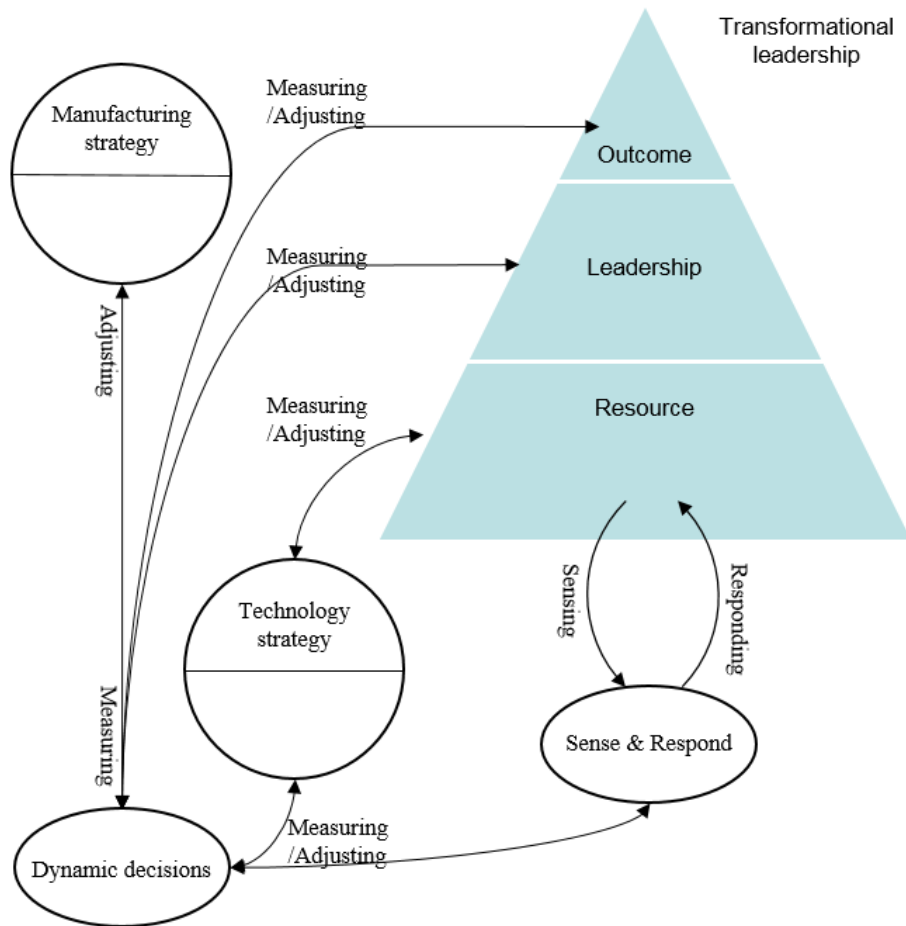 Transformational
leadership
Measuring
/Adjusting
Manufacturing
strategy
Outcome
Measuring
/Adjusting
Leadership
Adjusting
Measuring
/Adjusting
Resource
Sensing
Responding
Technology
strategy
Measuring
Sense & Respond
Measuring
/Adjusting
Dynamic decisions